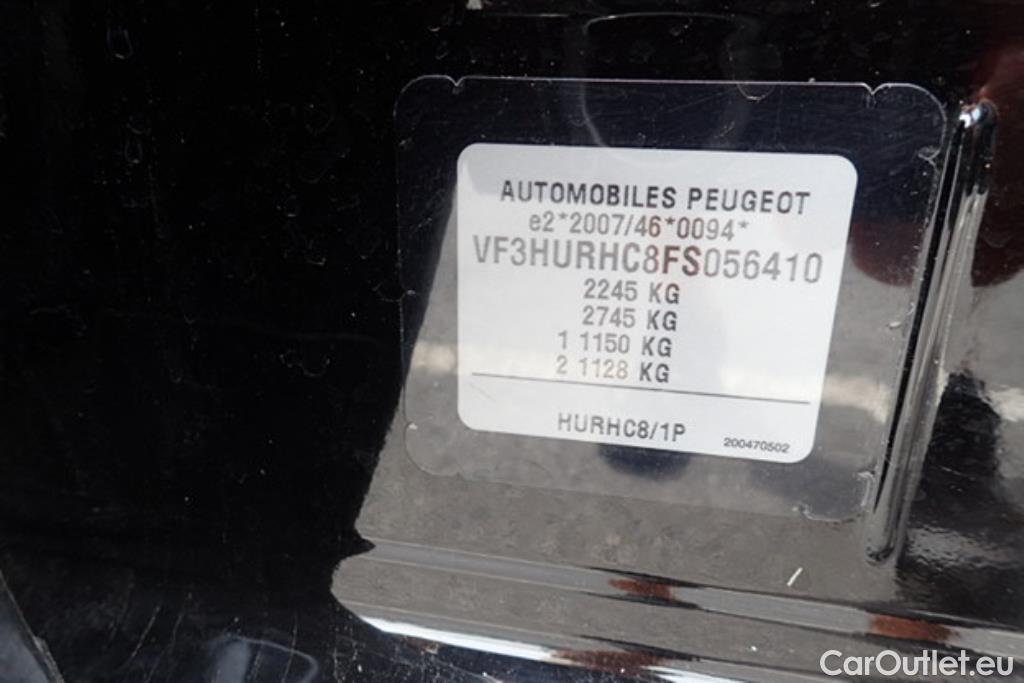 AUTOMOBILES PEUGEOT
e2*2007/46*0094*
VF3HURHC8FS056410
2245 KG
2745 KG
1 1150 KG
2 1128 KG
HURHC8/1P
200470502
CarOutlet.eu